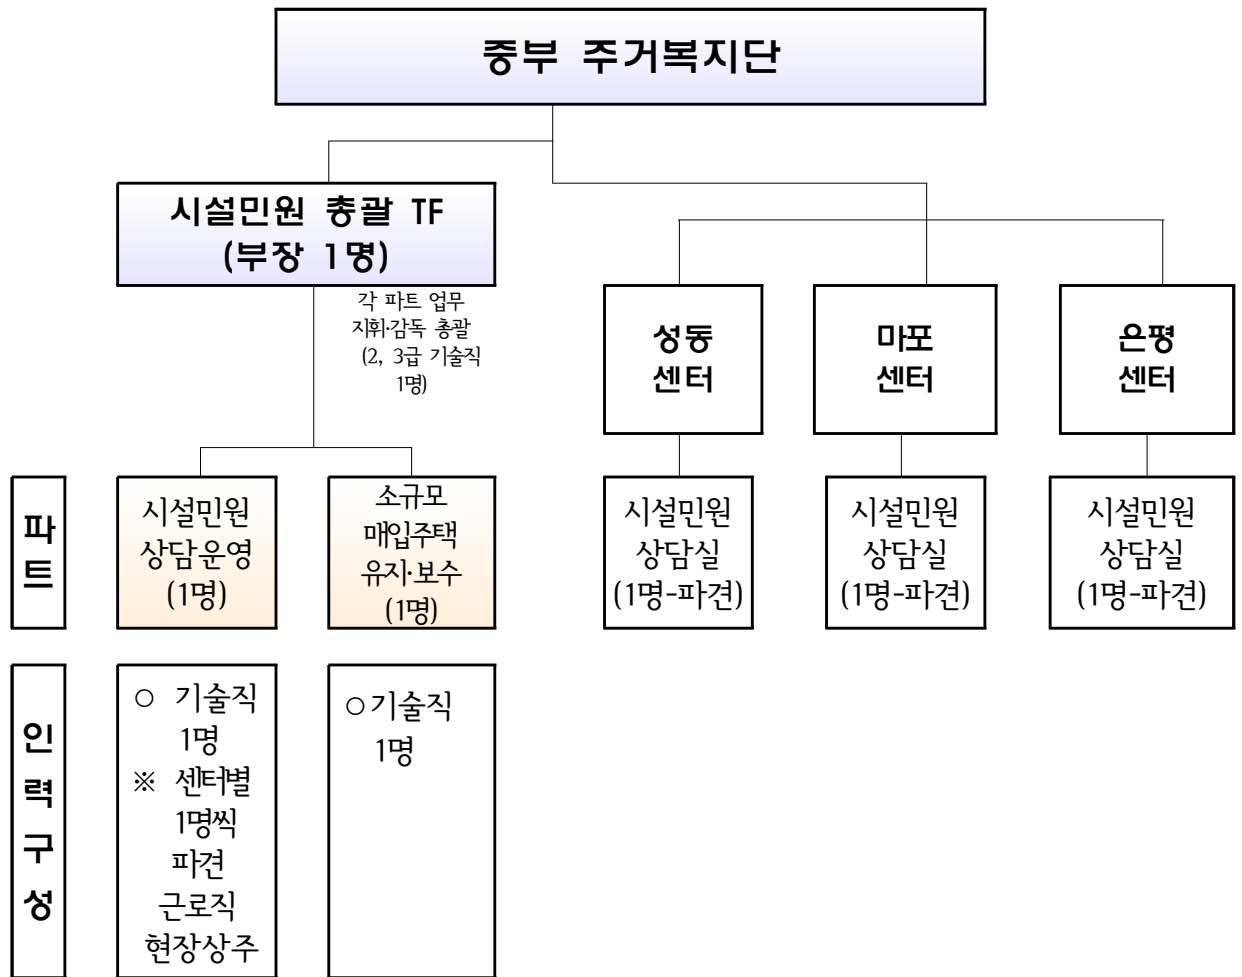 중부 주거복지단
시설민원 총괄 TF
(부장 1명)
각 파트 업무
지휘·감독 총괄
(2, 3급 기술직
1명)
성동
센터
마포
센터
은평
센터
파
트
시설민원
상담운영
(1명)
소규모
매입주택
유지·보수
(1명)
시설민원
상담실
(1명-파견)
시설민원
상담실
(1명-파견)
시설민원
상담실
(1명-파견)
인
력
구
성
○ 기술직
1명
※ 센터별
1명씩
파견
근로직
현장상주
○기술직
1명